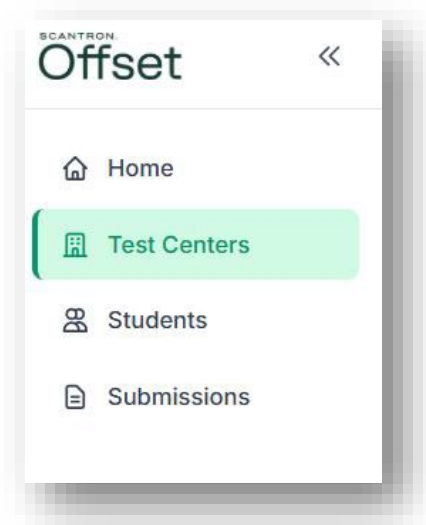 SCANTRON.
Offset
Home
Test Centers
Students
Submissions